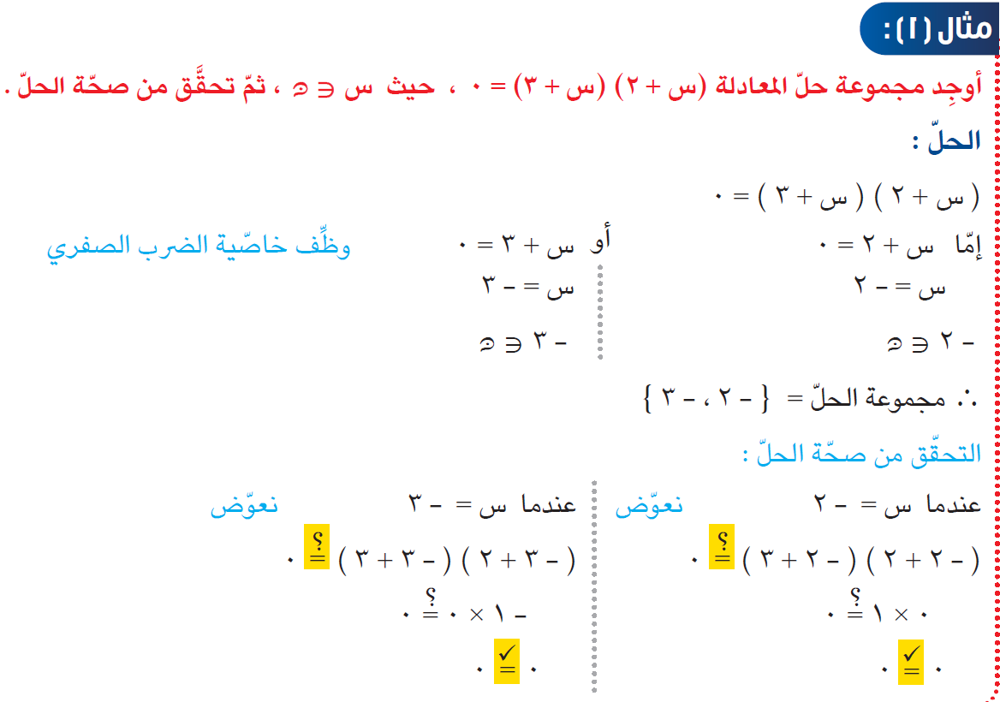 مثال (١):
أوجِد مجموعة حلّ المعادلة (س + ٢) (س + ٣) = ٠ ، حيث س ∈ ن ، ثمّ تحقَّق من صحّة الحلّ .
الحلّ :
( س + ٢ ) ( س + ٣ ) = ٠
إمّا س + ٢ = ٠ أو س + ٣ = ٠ وظِّف خاصّية الضرب الصفري
س = – ٢ س = – ٣
– ٢ ∈ ن – ٣ ∈ ن
∴ مجموعة الحلّ = { – ٢ ، – ٣ }
التحقّق من صحّة الحلّ :
عندما س = – ٢ نعوّض عندما س = – ٣ نعوّض
( – ٢ + ٢ ) ( – ٢ + ٣ ) =؟ ٠ ( – ٣ + ٢ ) ( – ٣ + ٣ ) =؟ ٠
٠ × ١ =؟ ٠ – ١ × ٠ =؟ ٠
٠ =✓ ٠ ٠ =✓ ٠